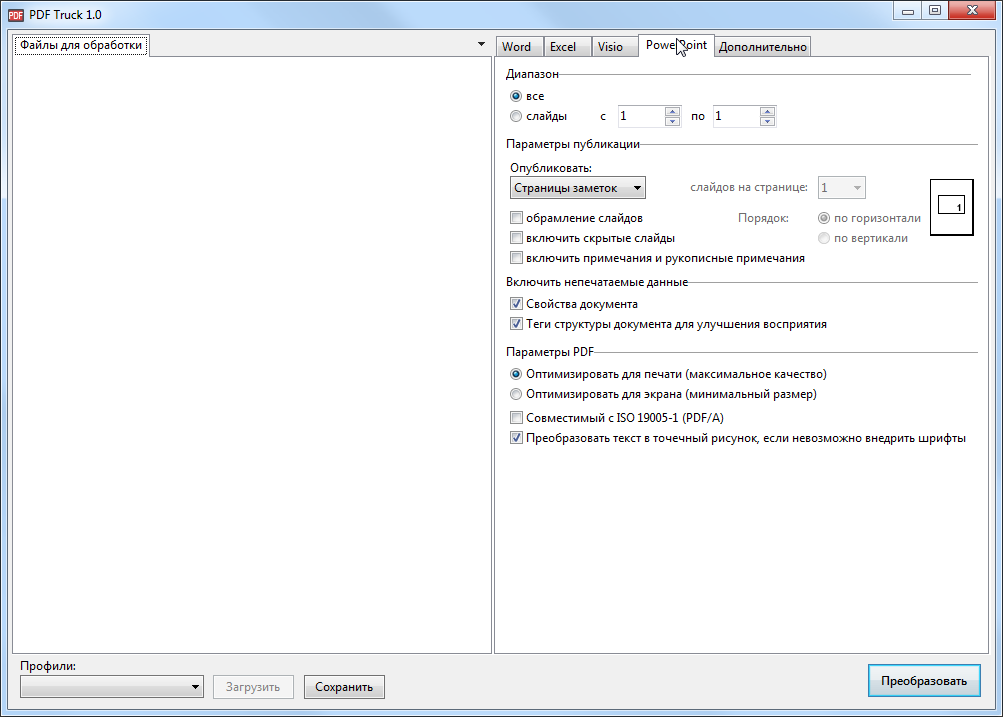 PDF PDF Truck 1.0
Файлы для обработки
Word Excel Visio PowerPoint Дополнительно
Диапазон
все
слайды с 1 по 1
Параметры публикации
Опубликовать:
Страницы заметок слайдов на странице: 1
1
обрамление слайдов Порядок: по горизонтали
включить скрытые слайды по вертикали
включить примечания и рукописные примечания
Включить непечатаемые данные
Свойства документа
Теги структуры документа для улучшения восприятия
Параметры PDF
Оптимизировать для печати (максимальное качество)
Оптимизировать для экрана (минимальный размер)
Совместимый с ISO 19005-1 (PDF/A)
Преобразовать текст в точечный рисунок, если невозможно внедрить шрифты
Профили:
Загрузить Сохранить Преобразовать